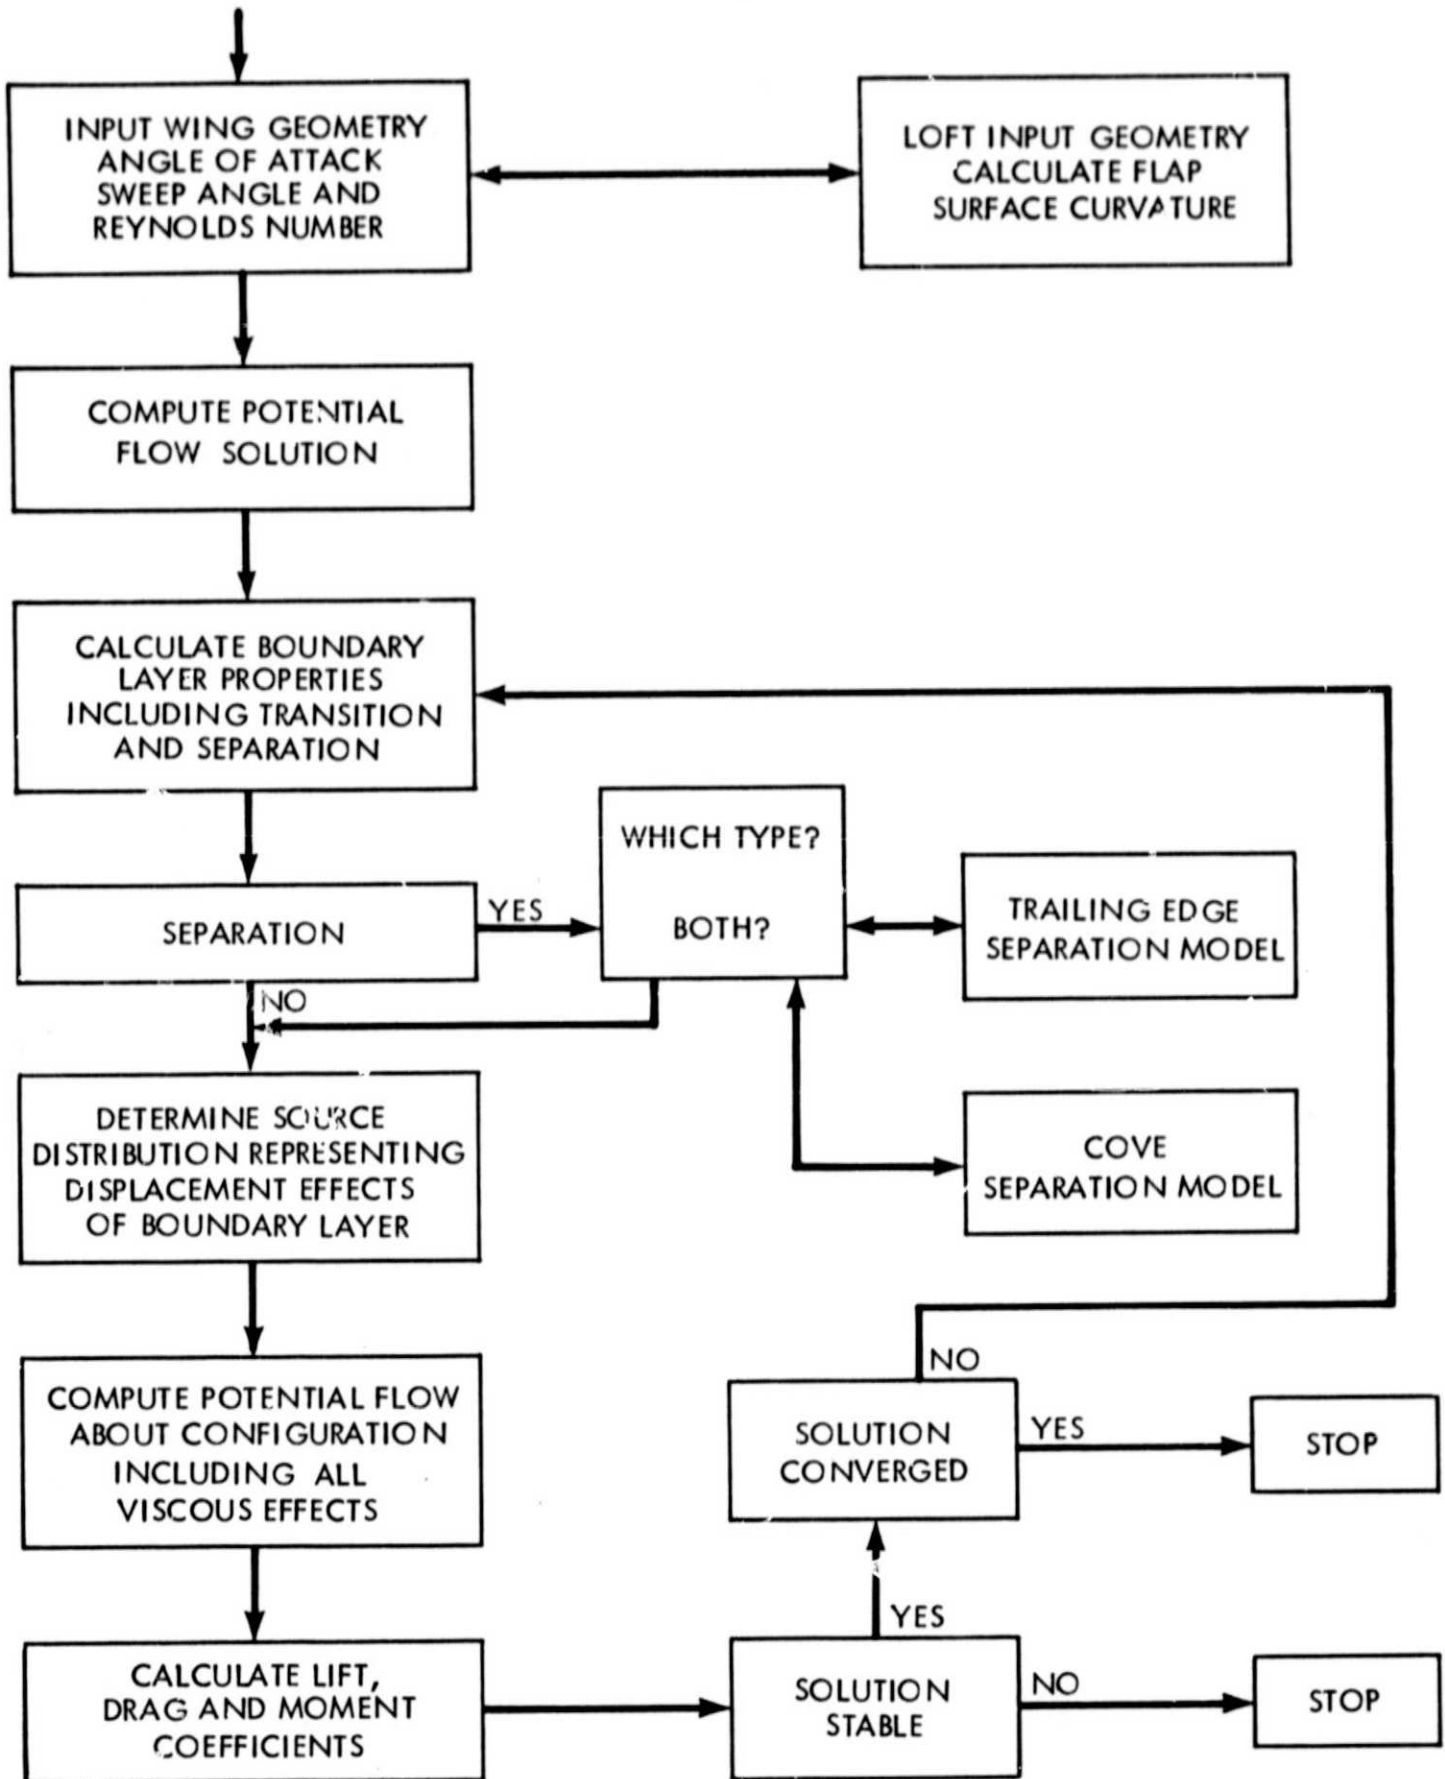 INPUT WING GEOMETRY
ANGLE OF ATTACK
SWEEP ANGLE AND
REYNOLDS NUMBER
LOFT INPUT GEOMETRY
CALCULATE FLAP
SURFACE CURVATURE
COMPUTE POTENTIAL
FLOW SOLUTION
CALCULATE BOUNDARY
LAYER PROPERTIES
INCLUDING TRANSITION
AND SEPARATION
SEPARATION
YES
WHICH TYPE?
BOTH?
TRAILING EDGE
SEPARATION MODEL
NO
COVE
SEPARATION MODEL
DETERMINE SOURCE
DISTRIBUTION REPRESENTING
DISPLACEMENT EFFECTS
OF BOUNDARY LAYER
COMPUTE POTENTIAL FLOW
ABOUT CONFIGURATION
INCLUDING ALL
VISCOUS EFFECTS
CALCULATE LIFT,
DRAG AND MOMENT
COEFFICIENTS
SOLUTION
STABLE
NO
STOP
YES
SOLUTION
CONVERGED
YES
STOP
NO